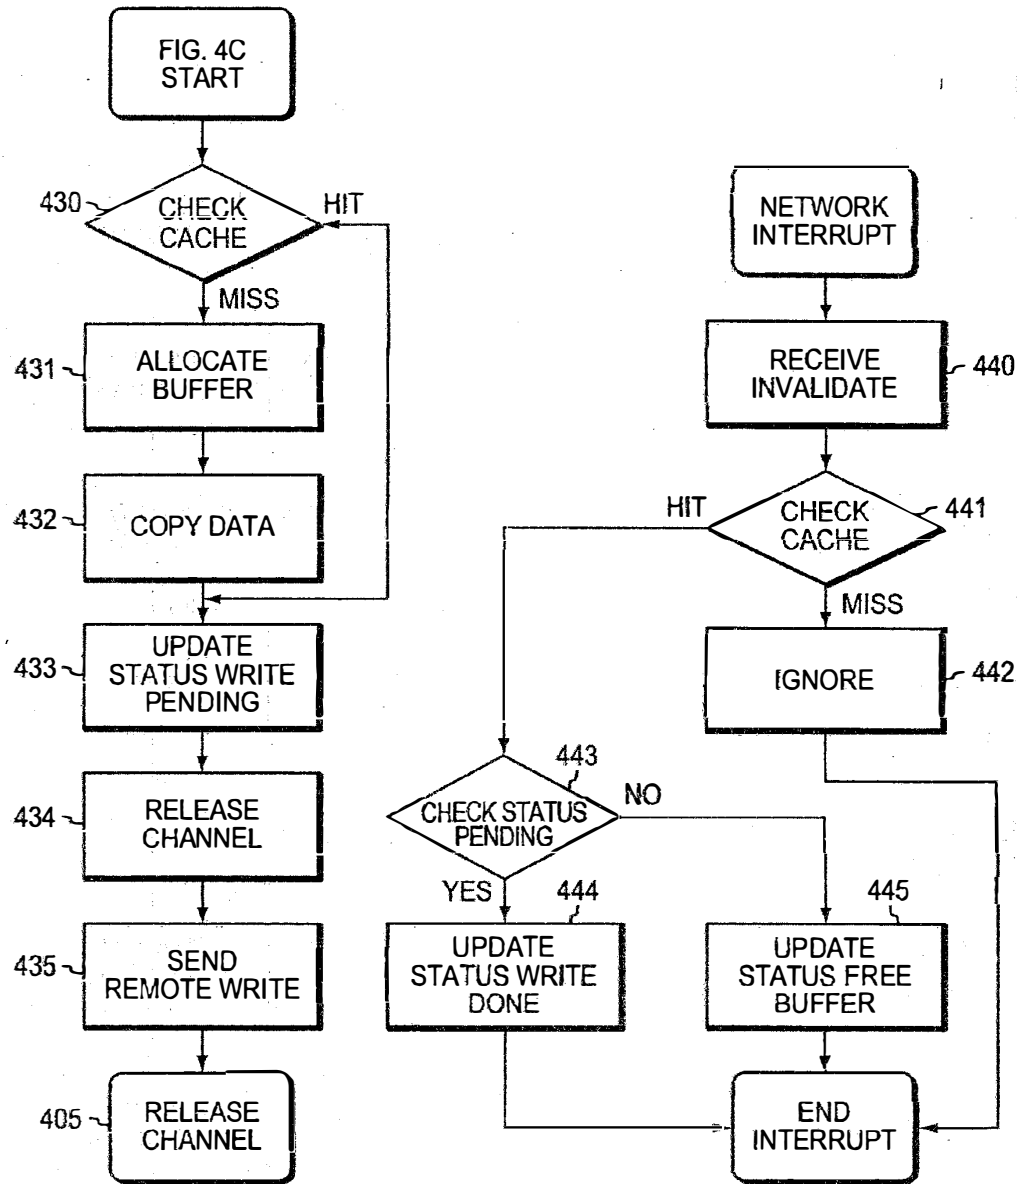 FIG. 4C
START
430
CHECK
CACHE
HIT
MISS
431
ALLOCATE
BUFFER
432
COPY DATA
433
UPDATE
STATUS WRITE
PENDING
434
RELEASE
CHANNEL
435
SEND
REMOTE WRITE
405
RELEASE
CHANNEL
NETWORK
INTERRUPT
RECEIVE
INVALIDATE
440
HIT
CHECK
CACHE
441
MISS
IGNORE
442
443
CHECK STATUS
PENDING
NO
YES
444
UPDATE
STATUS WRITE
DONE
445
UPDATE
STATUS FREE
BUFFER
END
INTERRUPT